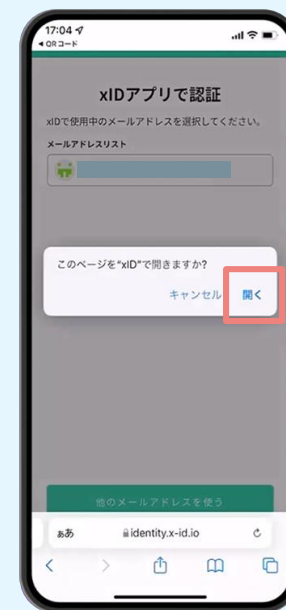 17:04
◀ QRコード
xIDアプリで認証
xIDで使用中のメールアドレスを選択してください。
メールアドレスリスト
このページを"xID"で開きますか?
キャンセル 開く
他のメールアドレスを使う
ぁあ identity.x-id.io